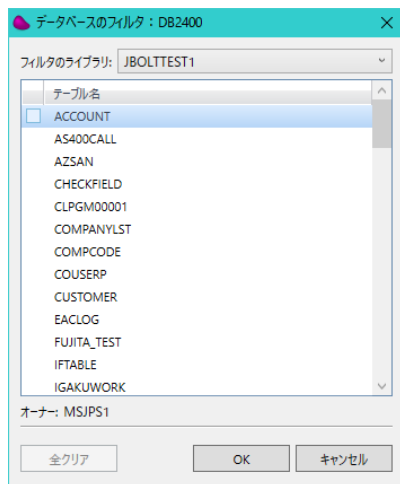 データベースのフィルタ：DB2400
フィルタのライブラリ: JBOLTTEST1
テーブル名
ACCOUNT
AS400CALL
AZSAN
CHECKFIELD
CLPGM00001
COMPANYLST
COMPCODE
COUSERP
CUSTOMER
EACLOG
FUJITA_TEST
IFTABLE
IGAKUWORK
オーナー: MSJPS1
全クリア OK キャンセル